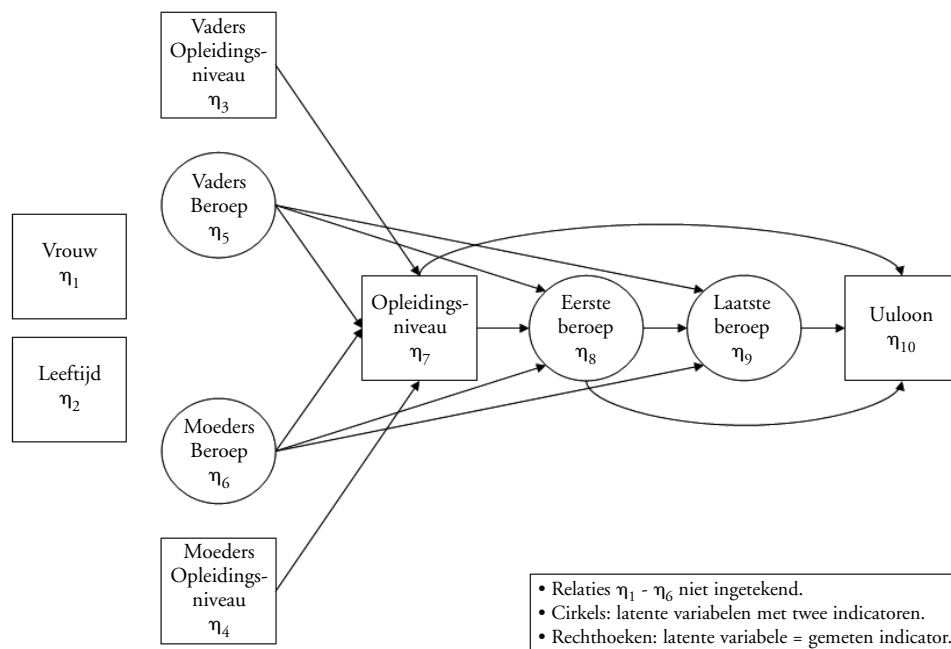 Vaders
Opleidings-
niveau
η3
Vaders
Beroep
η5
Vrouw
η1
Leeftijd
η2
Opleidings-
niveau
η7
Eerste
beroep
η8
Laatste
beroep
η9
Uuloon
η10
Moeders
Beroep
η6
Moeders
Opleidings-
niveau
η4
• Relaties η1 - η6 niet ingetekend.
• Cirkels: latente variabelen met twee indicatoren.
• Rechthoeken: latente variabele = gemeten indicator.